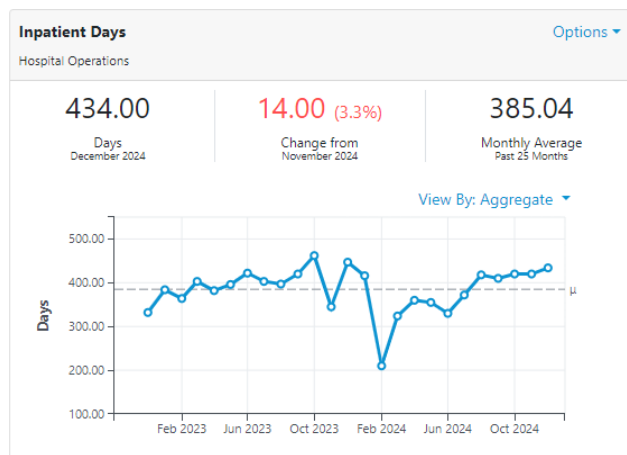 Inpatient Days
Options
Hospital Operations
434.00
Days
December 2024
14.00 (3.3%)
Change from
November 2024
385.04
Monthly Average
Past 25 Months
View By: Aggregate
Days
500.00
400.00
300.00
200.00
100.00
μ
Feb 2023 Jun 2023 Oct 2023 Feb 2024 Jun 2024 Oct 2024